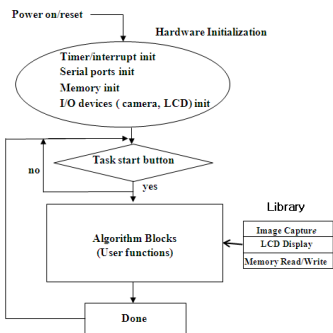 Power on/reset
Hardware Initialization
Timer/interrupt init
Serial ports init
Memory init
I/O devices ( camera, LCD) init
Task start button
no
yes
Library
Image Capture
LCD Display
Memory Read/Write
Algorithm Blocks
(User functions)
Done